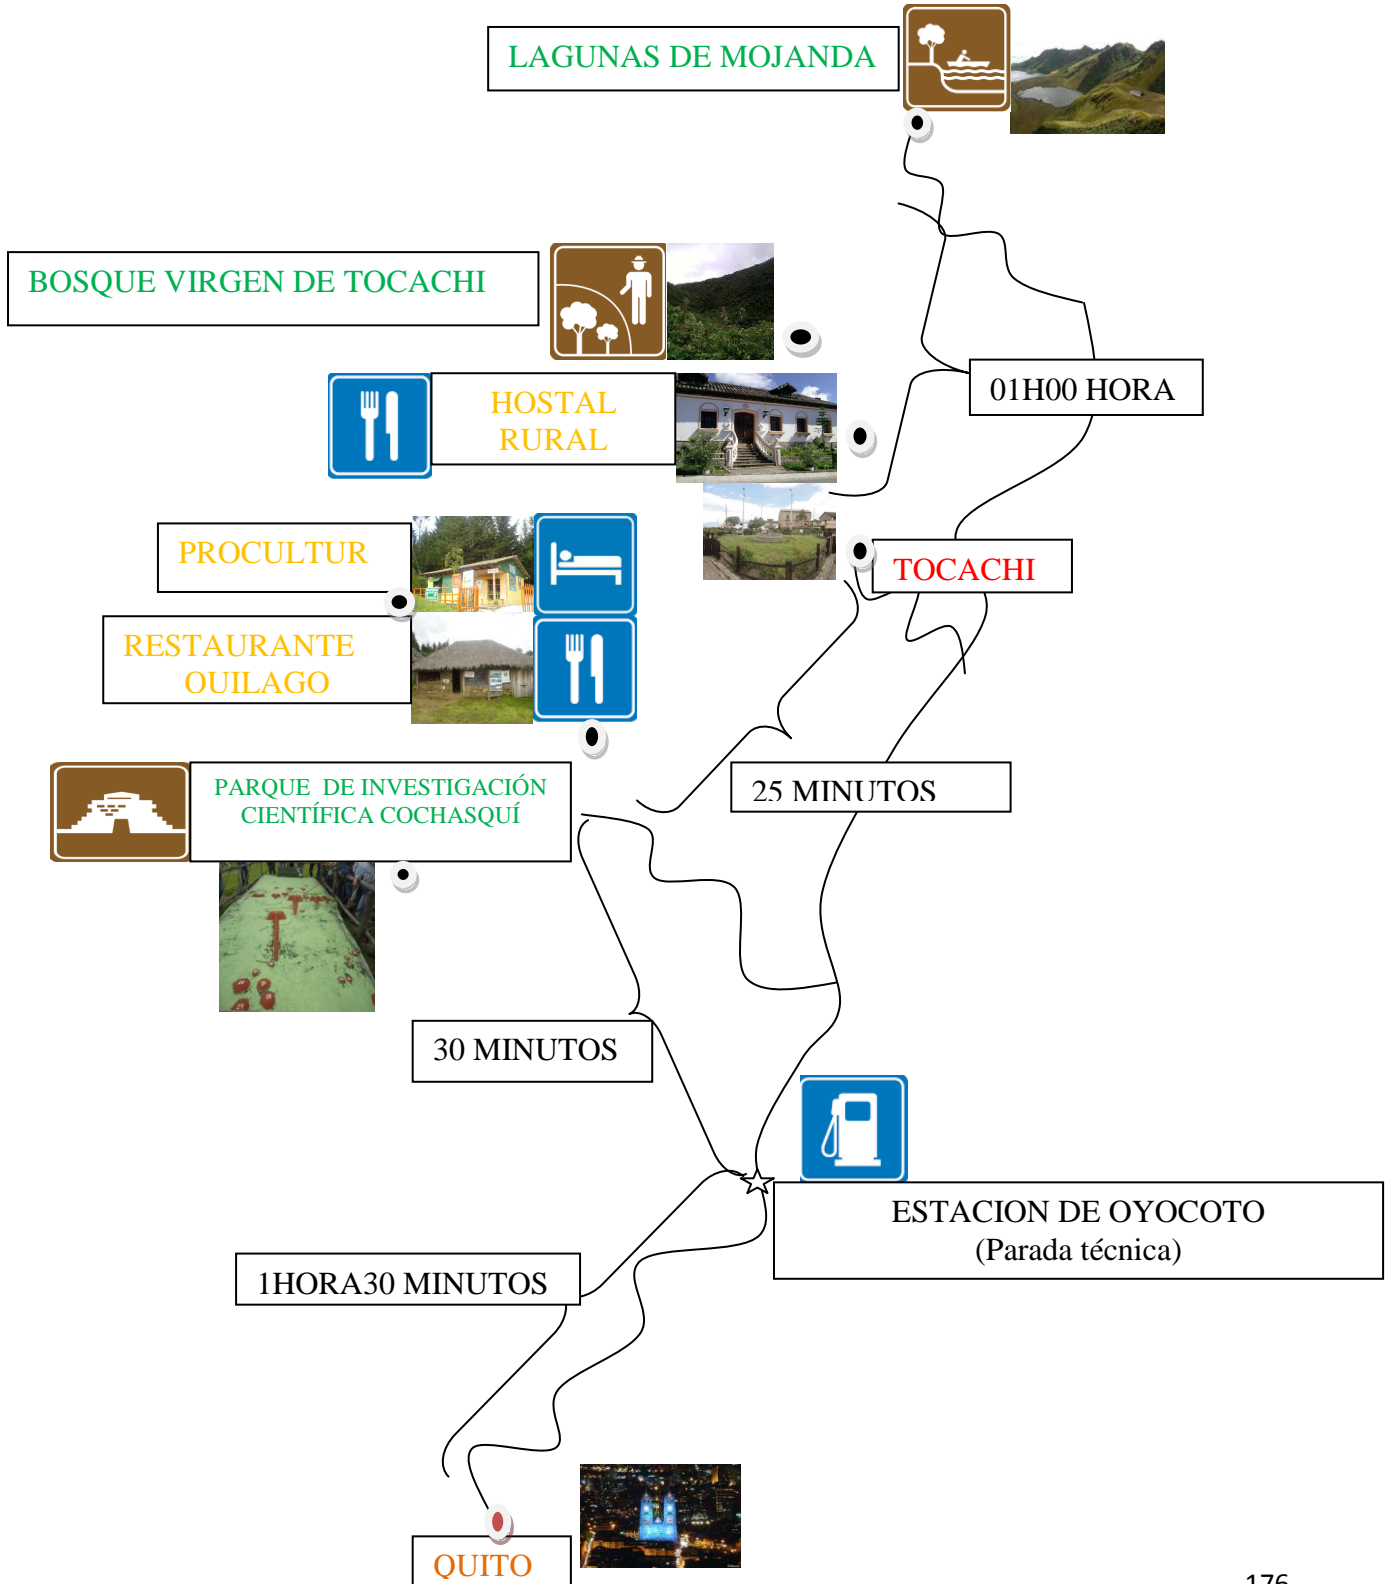 LAGUNAS DE MOJANDA
BOSQUE VIRGEN DE TOCACHI
01H00 HORA
HOSTAL
RURAL
PROCULTUR
TOCACHI
RESTAURANTE
OUILAGO
25 MINUTOS
PARQUE DE INVESTIGACIÓN
CIENTÍFICA COCHASQUÍ
30 MINUTOS
ESTACION DE OYOCOTO
(Parada técnica)
1HORA30 MINUTOS
QUITO
176